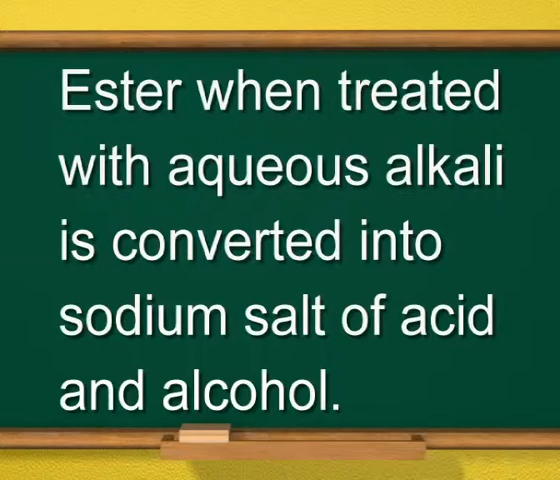 Ester when treated
with aqueous alkali
is converted into
sodium salt of acid
and alcohol.